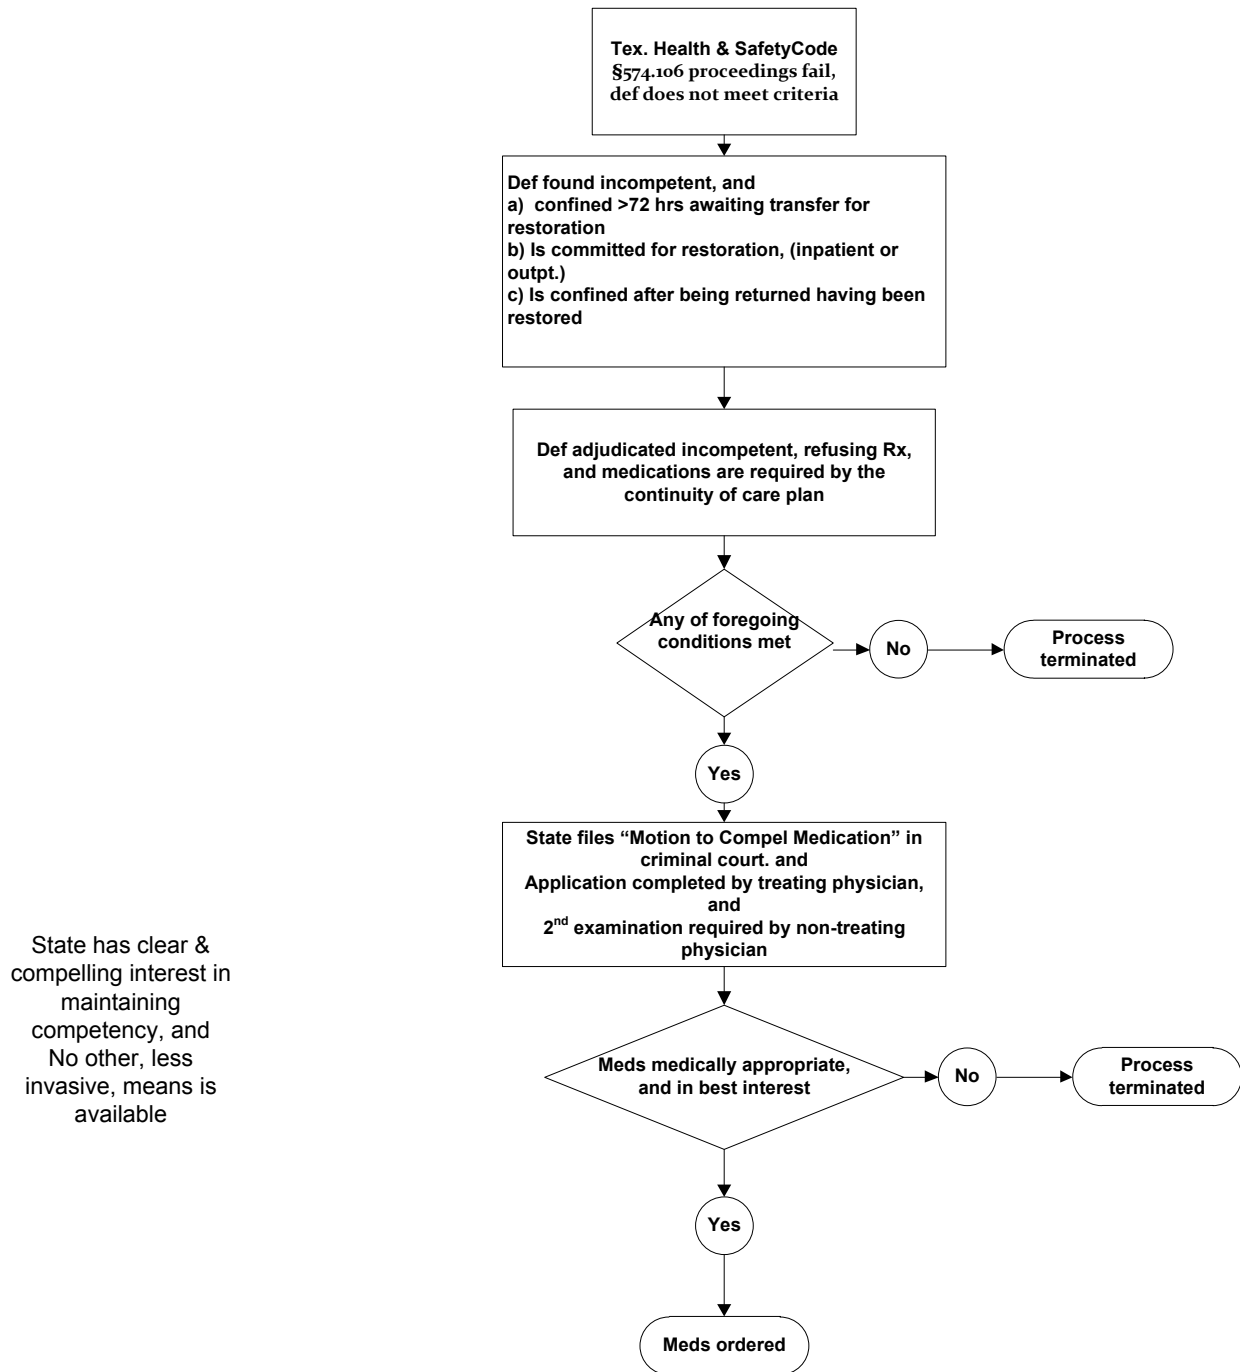 Tex. Health & SafetyCode
§574.106 proceedings fail,
def does not meet criteria
Def found incompetent, and
a)  confined >72 hrs awaiting transfer for
restoration
b) Is committed for restoration, (inpatient or
outpt.)
c) Is confined after being returned having been
restored
Def adjudicated incompetent, refusing Rx,
and medications are required by the
continuity of care plan
Any of foregoing
conditions met
No
Process
terminated
Yes
State files “Motion to Compel Medication” in
criminal court. and
Application completed by treating physician,
and
2nd examination required by non-treating
physician
State has clear &
compelling interest in
maintaining
competency, and
No other, less
invasive, means is
available
Meds medically appropriate,
and in best interest
No
Process
terminated
Yes
Meds ordered